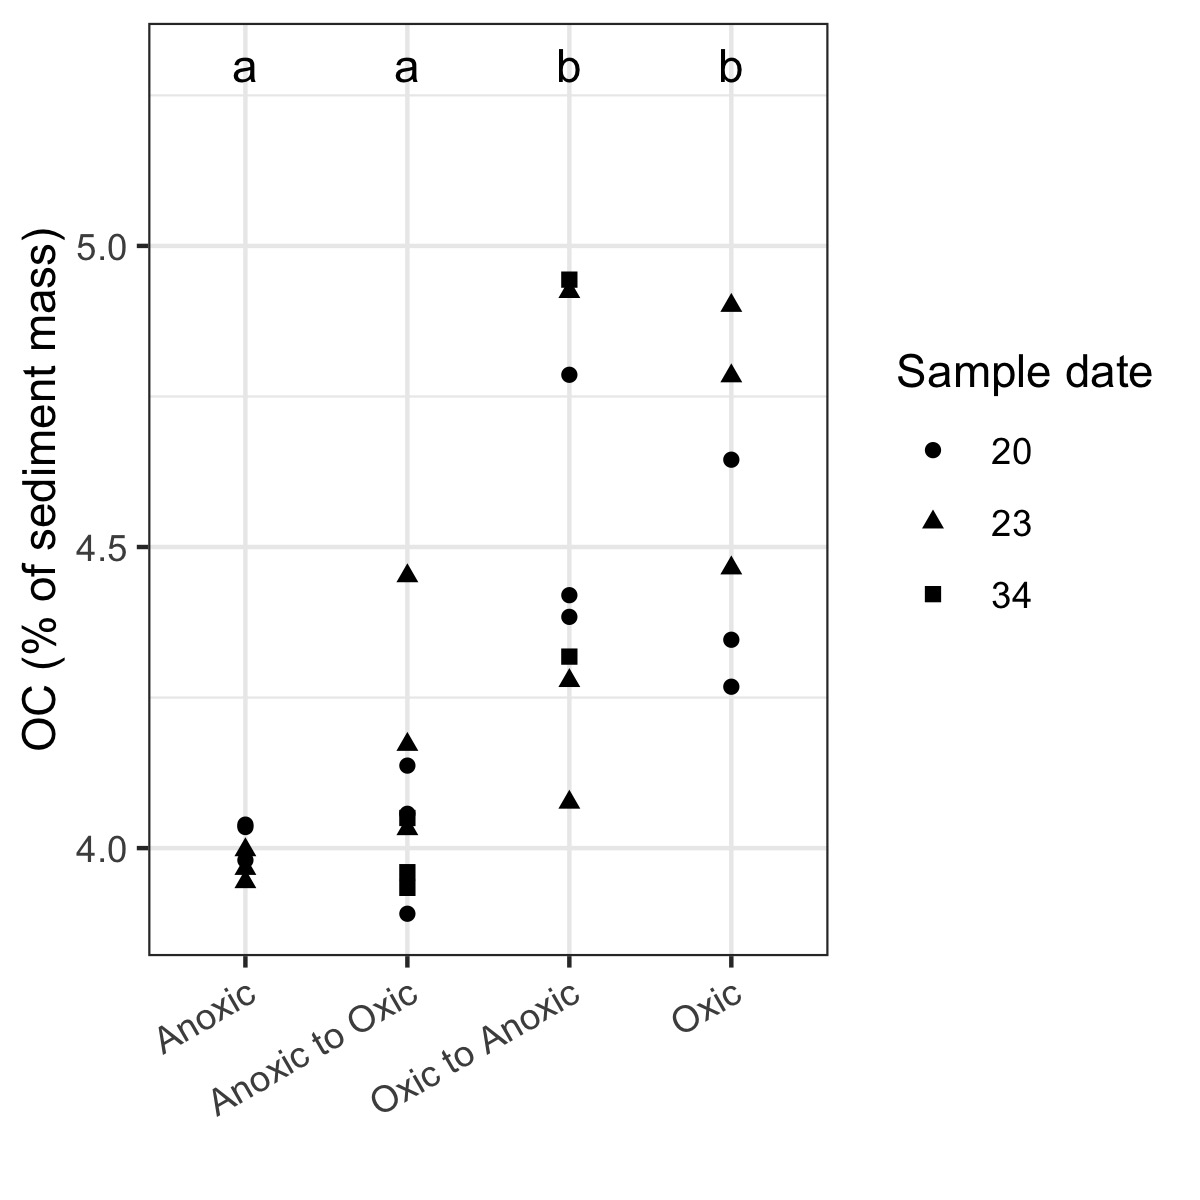 a a b b
OC (% of sediment mass)
5.0
4.5
4.0
Anoxic
Anoxic to Oxic
Oxic to Anoxic
Oxic
Sample date
20
23
34